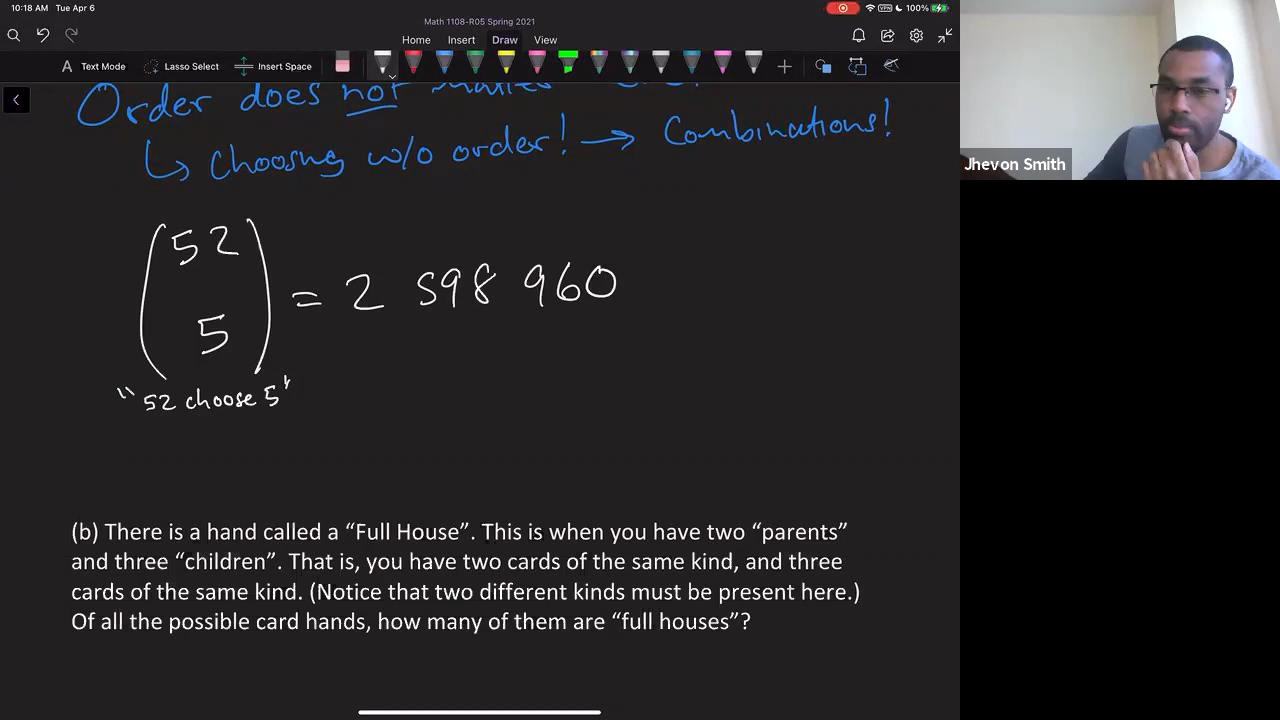 10:18 AM Tue Apr 6
100%
Math 1108-R05 Spring 2021
Home Insert Draw View
Text Mode Lasso Select Insert Space
Order does not
↳ choosing w/o order! → Combinations!
Jhevon Smith
(52
5) = 2 598 960
"52 choose 5"
(b) There is a hand called a “Full House”. This is when you have two “parents”
and three “children”. That is, you have two cards of the same kind, and three
cards of the same kind. (Notice that two different kinds must be present here.)
Of all the possible card hands, how many of them are “full houses”?